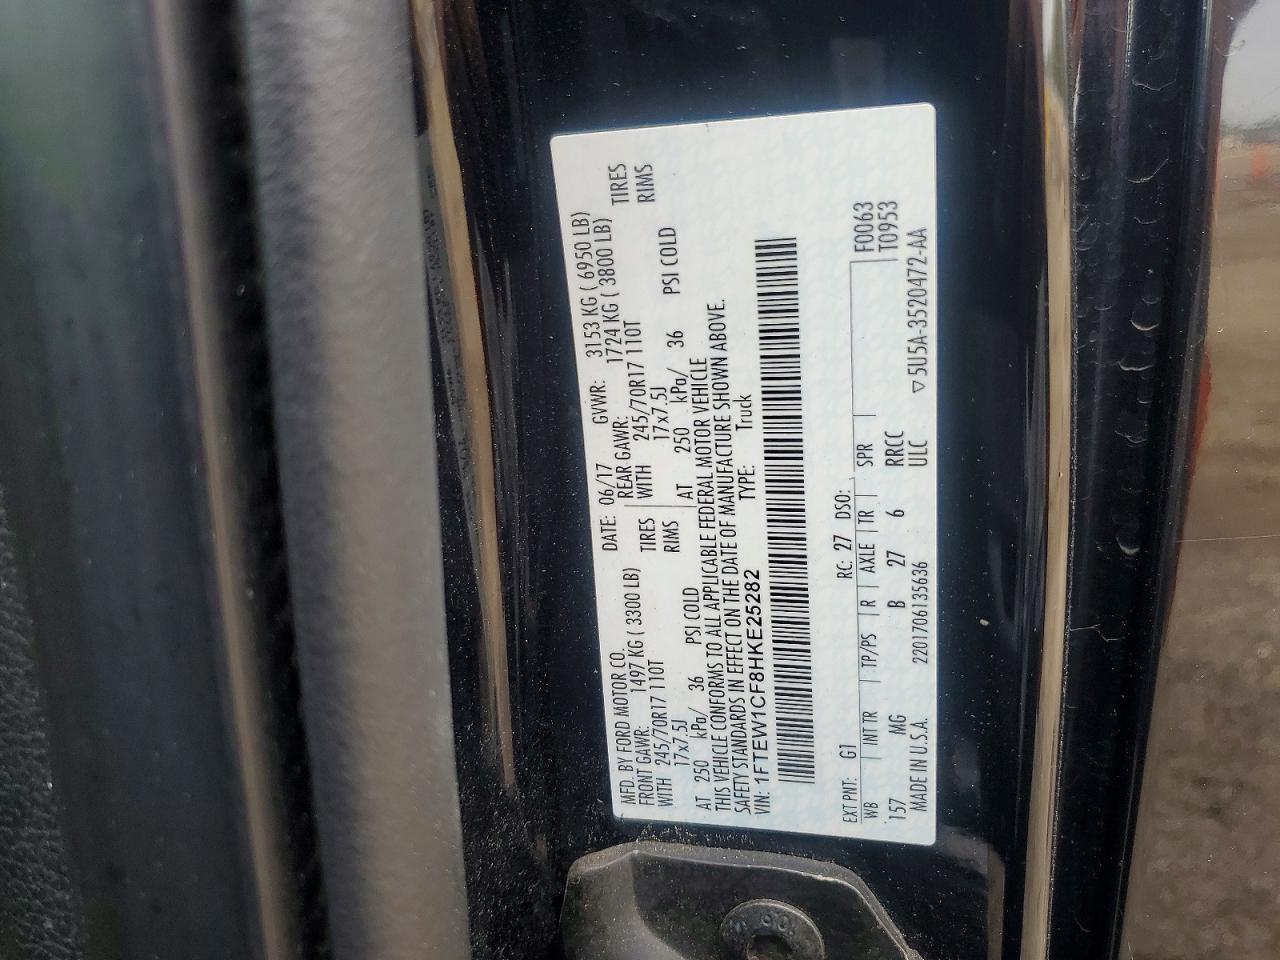 MFD. BY FORD MOTOR CO. DATE: 06/17 GVWR: 3153 KG ( 6950 LB)
FRONT GAWR: 1497 KG ( 3300 LB) REAR GAWR: 1724 KG ( 3800 LB)
WITH 245/70R17 110T TIRES WITH 245/70R17 110T TIRES
17x7.5J RIMS 17x7.5J RIMS
AT 250 kPa/ 36 PSI COLD AT 250 kPa/ 36 PSI COLD
THIS VEHICLE CONFORMS TO ALL APPLICABLE FEDERAL MOTOR VEHICLE
SAFETY STANDARDS IN EFFECT ON THE DATE OF MANUFACTURE SHOWN ABOVE.
VIN: 1FTEW1CF8HKE25282 TYPE: Truck
EXT PNT: G1 RC: 27 DSO: F0063
WB INT TR TP/PS R AXLE TR SPR T0953
157 MG B 27 6 RRCC
MADE IN U.S.A. 2201706135636 ULC ▽5U5A-3520472-AA